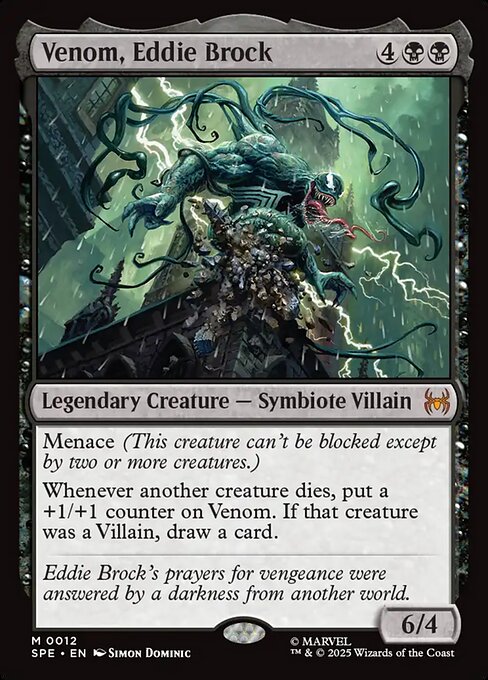 Venom, Eddie Brock 4
Legendary Creature — Symbiote Villain
Menace (This creature can't be blocked except
by two or more creatures.)
Whenever another creature dies, put a
+1/+1 counter on Venom. If that creature
was a Villain, draw a card.
Eddie Brock's prayers for vengeance were
answered by a darkness from another world.
6/4
M 0012
SPE • EN Simon Dominic
© MARVEL
™ & © 2025 Wizards of the Coast